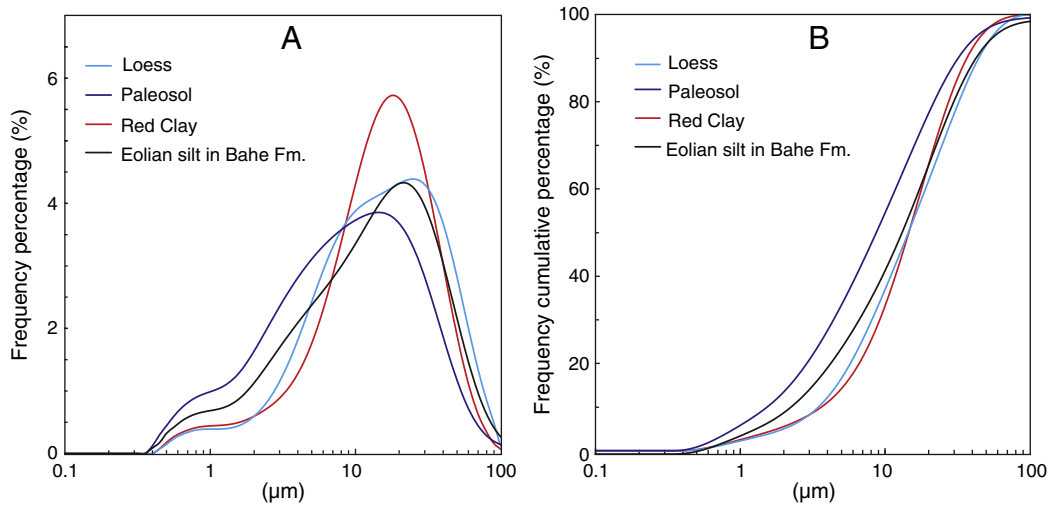 A
Loess
Paleosol
Red Clay
Eolian silt in Bahe Fm.
Frequency percentage (%)
6
4
2
0
0.1
1
10
100
(µm)
B
Loess
Paleosol
Red Clay
Eolian silt in Bahe Fm.
Frequency cumulative percentage (%)
100
80
60
40
20
0
0.1
1
10
100
(µm)